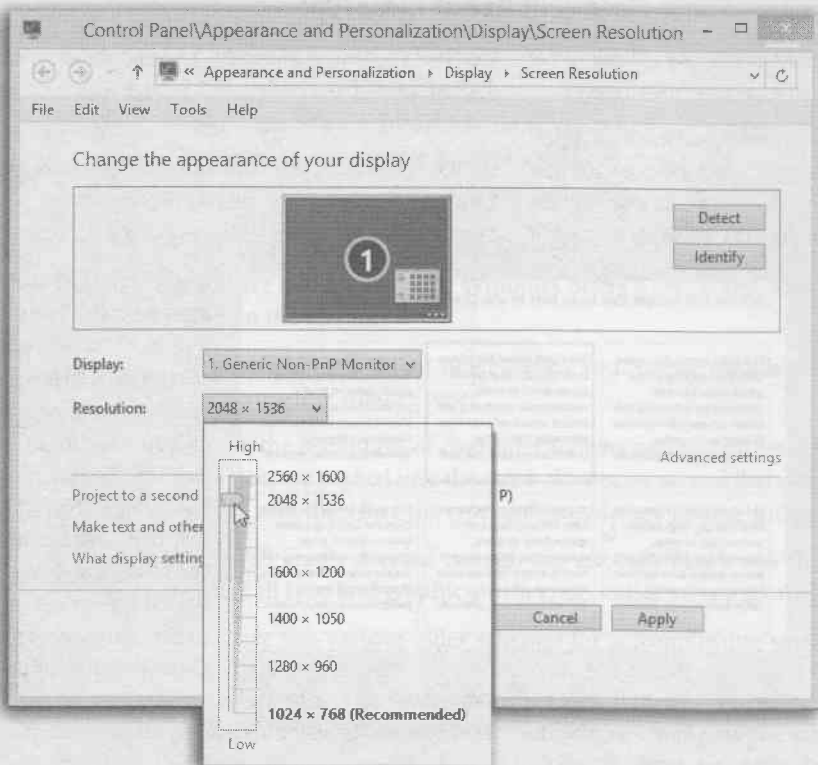 Control Panel\Appearance and Personalization\Display\Screen Resolution
« Appearance and Personalization ▸ Display ▸ Screen Resolution
File Edit View Tools Help
Change the appearance of your display
1
Detect
Identify
Display: 1. Generic Non-PnP Monitor
Resolution: 2048 × 1536
High
Advanced settings
2560 × 1600
Project to a second P)
2048 × 1536
Make text and other
What display setting
1600 × 1200
1400 × 1050
Cancel Apply
1280 × 960
1024 × 768 (Recommended)
Low